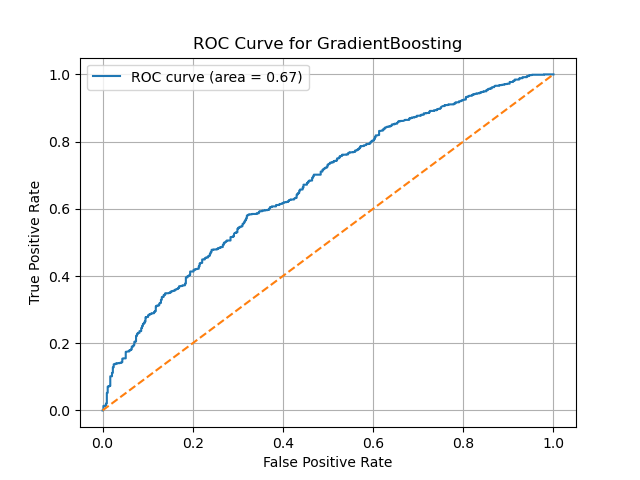 ROC Curve for GradientBoosting
ROC curve (area = 0.67)
1.0
0.8
0.6
0.4
0.2
0.0
True Positive Rate
0.0 0.2 0.4 0.6 0.8 1.0
False Positive Rate